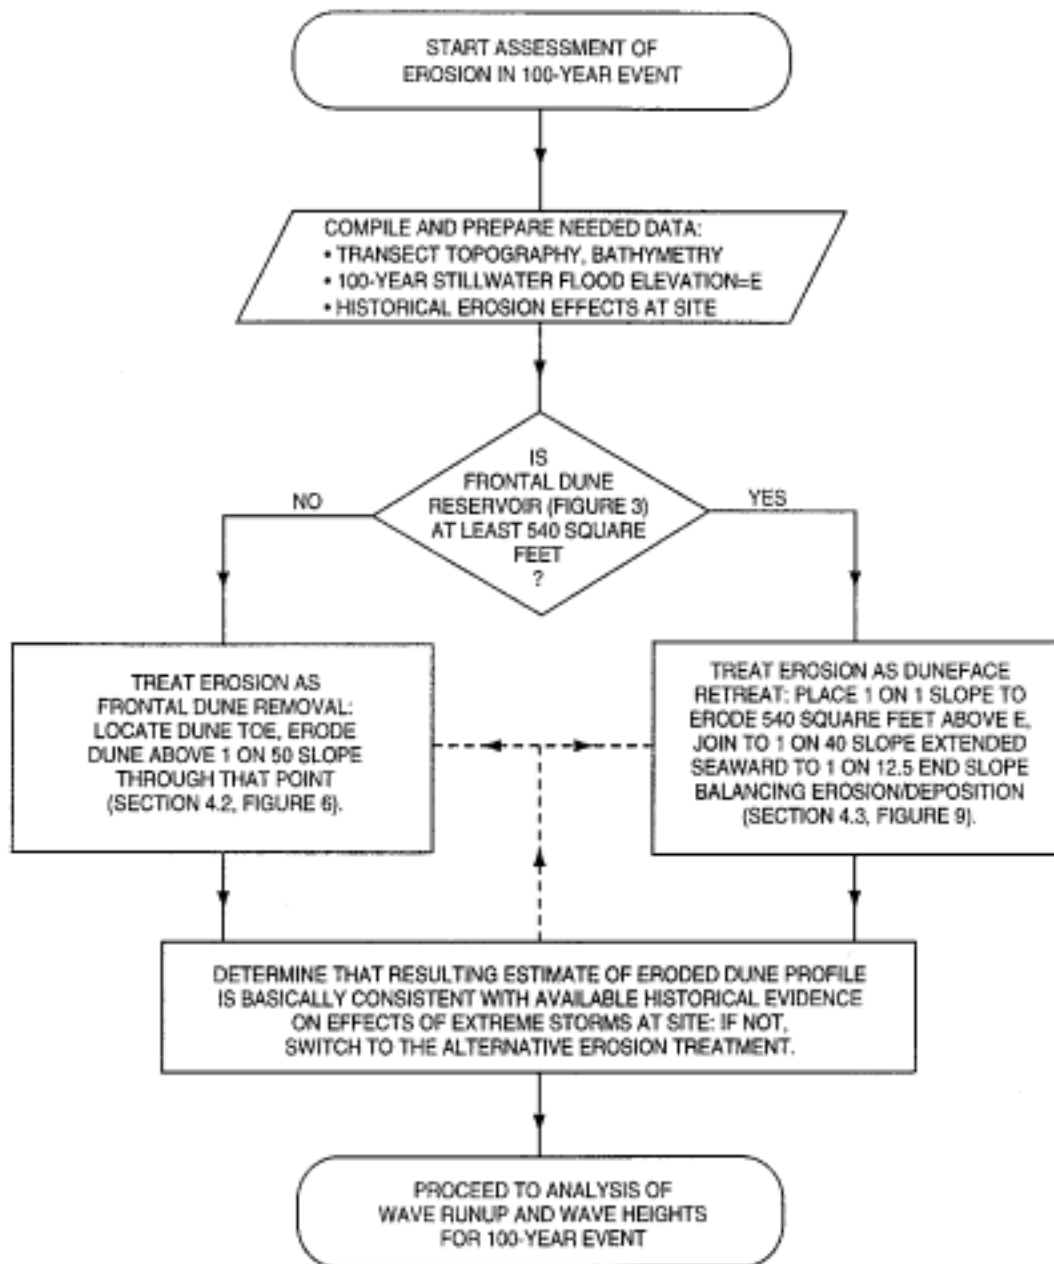 START ASSESSMENT OF
EROSION IN 100-YEAR EVENT
COMPILE AND PREPARE NEEDED DATA:
• TRANSECT TOPOGRAPHY, BATHYMETRY
• 100-YEAR STILLWATER FLOOD ELEVATION=E
• HISTORICAL EROSION EFFECTS AT SITE
IS
FRONTAL DUNE
RESERVOIR (FIGURE 3)
AT LEAST 540 SQUARE
FEET
?
NO
YES
TREAT EROSION AS
FRONTAL DUNE REMOVAL:
LOCATE DUNE TOE, ERODE
DUNE ABOVE 1 ON 50 SLOPE
THROUGH THAT POINT
(SECTION 4.2, FIGURE 6).
TREAT EROSION AS DUNEFACE
RETREAT: PLACE 1 ON 1 SLOPE TO
ERODE 540 SQUARE FEET ABOVE E,
JOIN TO 1 ON 40 SLOPE EXTENDED
SEAWARD TO 1 ON 12.5 END SLOPE
BALANCING EROSION/DEPOSITION
(SECTION 4.3, FIGURE 9).
DETERMINE THAT RESULTING ESTIMATE OF ERODED DUNE PROFILE
IS BASICALLY CONSISTENT WITH AVAILABLE HISTORICAL EVIDENCE
ON EFFECTS OF EXTREME STORMS AT SITE: IF NOT,
SWITCH TO THE ALTERNATIVE EROSION TREATMENT.
PROCEED TO ANALYSIS OF
WAVE RUNUP AND WAVE HEIGHTS
FOR 100-YEAR EVENT